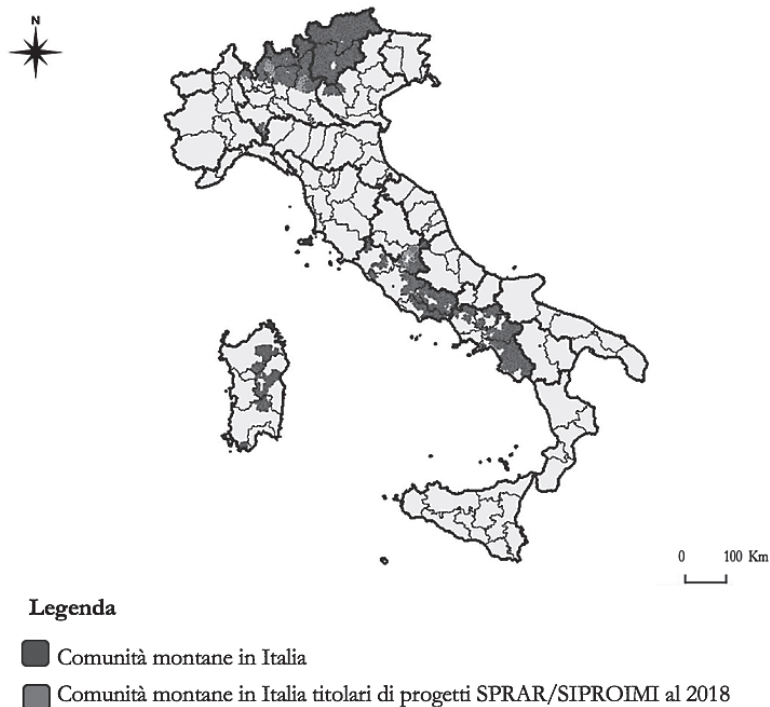 N
0 100 Km
Legenda
Comunità montane in Italia
Comunità montane in Italia titolari di progetti SPRAR/SIPROIMI al 2018